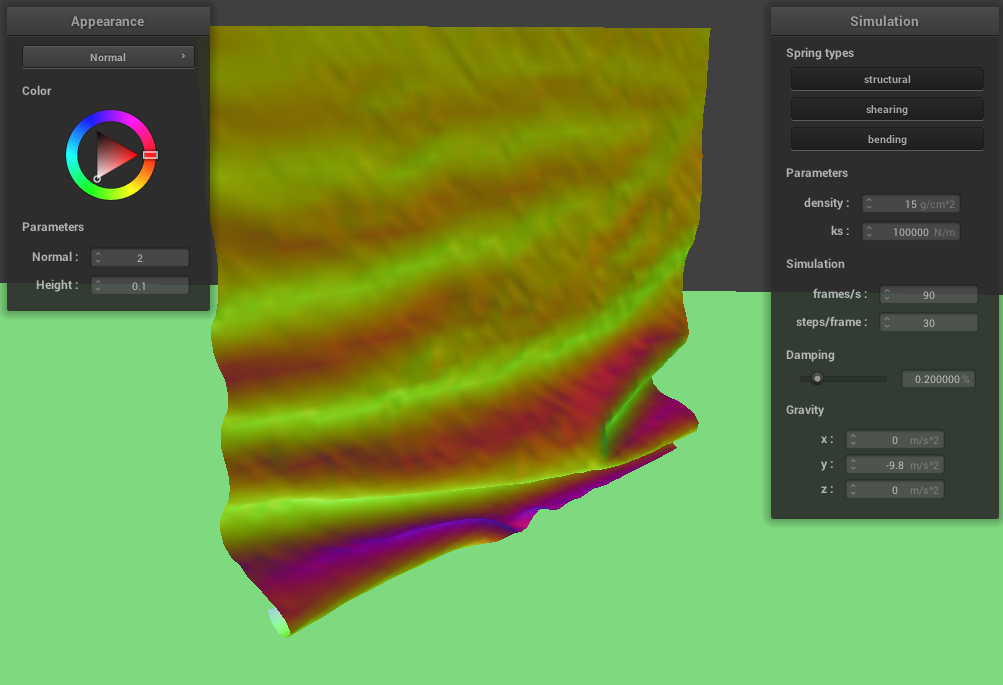 Appearance
Normal ›
Color
Parameters
Normal : 2
Height : 0.1
Simulation
Spring types
structural
shearing
bending
Parameters
density : 15 g/cm^2
ks : 100000 N/m
Simulation
frames/s : 90
steps/frame : 30
Damping
0.200000 %
Gravity
x : 0 m/s^2
y : -9.8 m/s^2
z : 0 m/s^2